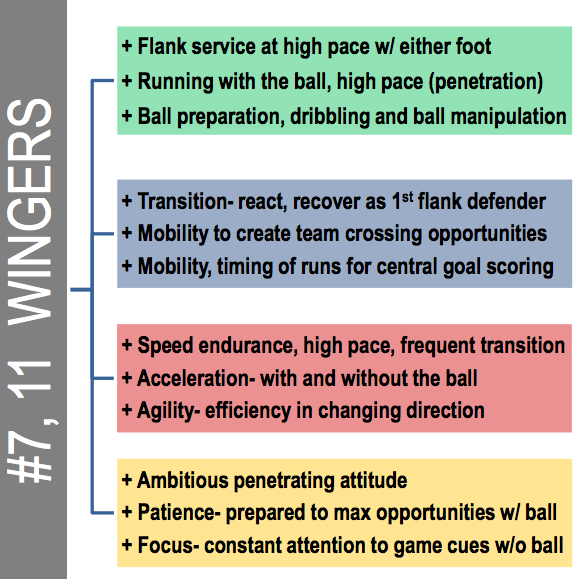 #7, 11 WINGERS
+ Flank service at high pace w/ either foot
+ Running with the ball, high pace (penetration)
+ Ball preparation, dribbling and ball manipulation
+ Transition- react, recover as 1st flank defender
+ Mobility to create team crossing opportunities
+ Mobility, timing of runs for central goal scoring
+ Speed endurance, high pace, frequent transition
+ Acceleration- with and without the ball
+ Agility- efficiency in changing direction
+ Ambitious penetrating attitude
+ Patience- prepared to max opportunities w/ ball
+ Focus- constant attention to game cues w/o ball